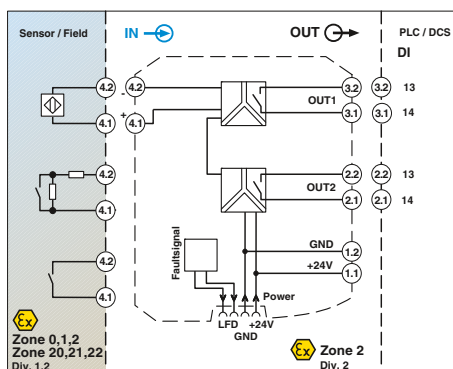 Sensor / Field
IN
OUT
PLC / DCS
DI
4.2
4.2
-
3.2
3.2
13
OUT1
4.1
+
4.1
3.1
3.1
14
4.2
2.2
2.2
13
OUT2
4.1
2.1
2.1
14
Faultsignal
GND
1.2
4.2
+24V
1.1
4.1
Power
LFD
+24V
GND
Ex
Zone 0,1,2
Zone 20,21,22
Div. 1,2
Ex
Zone 2
Div. 2